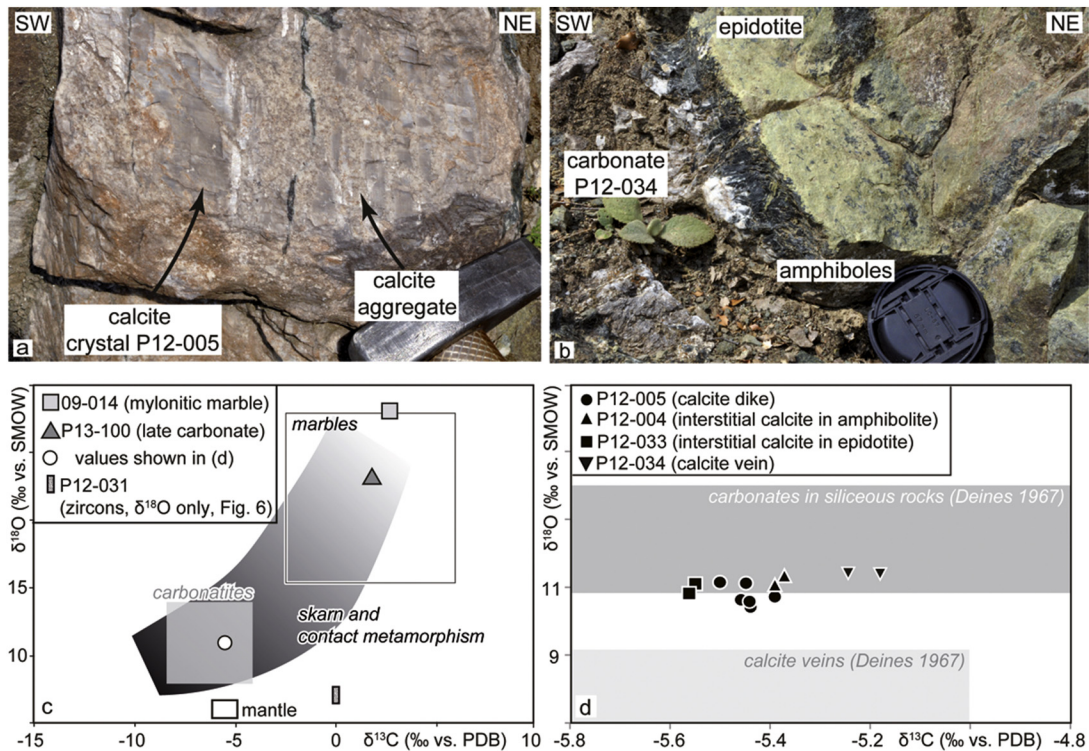 SW
NE
calcite
crystal P12-005
calcite
aggregate
a
SW
NE
epidotite
carbonate
P12-034
amphiboles
b
δ¹⁸O (‰ vs. SMOW)
09-014 (mylonitic marble)
P13-100 (late carbonate)
values shown in (d)
P12-031
(zircons, δ¹⁸O only, Fig. 6)
marbles
carbonatites
skarn and
contact metamorphism
mantle
15
10
c
-15
-10
-5
0
δ¹³C (‰ vs. PDB)
10
δ¹⁸O (‰ vs. SMOW)
P12-005 (calcite dike)
P12-004 (interstitial calcite in amphibolite)
P12-033 (interstitial calcite in epidotite)
P12-034 (calcite vein)
carbonates in siliceous rocks (Deines 1967)
11
9
calcite veins (Deines 1967)
d
-5.8
-5.6
-5.4
-5.2
δ¹³C (‰ vs. PDB)
-4.8